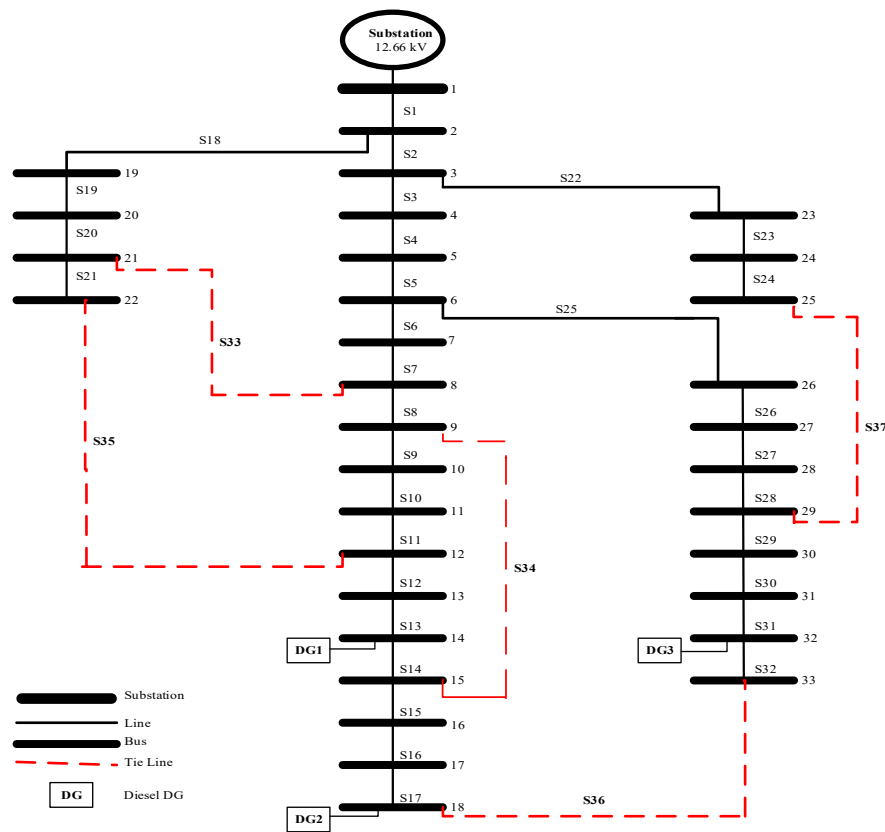 Substation
12.66 kV
1
S1
2
S18
S2
19
3
S22
S19
S3
20
4
23
S20
S4
S23
21
5
24
S21
S5
S24
22
6
25
S25
S6
S33
7
S7
8
26
S8
S26
S37
9
27
S35
S9
S27
10
28
S10
S28
11
29
S11
S29
12
30
S34
S12
S30
13
31
S13
S31
DG1
14
DG3
32
S14
S32
15
33
Substation
S15
Line
16
Bus
S16
Tie Line
17
DG
Diesel DG
S17
S36
DG2
18